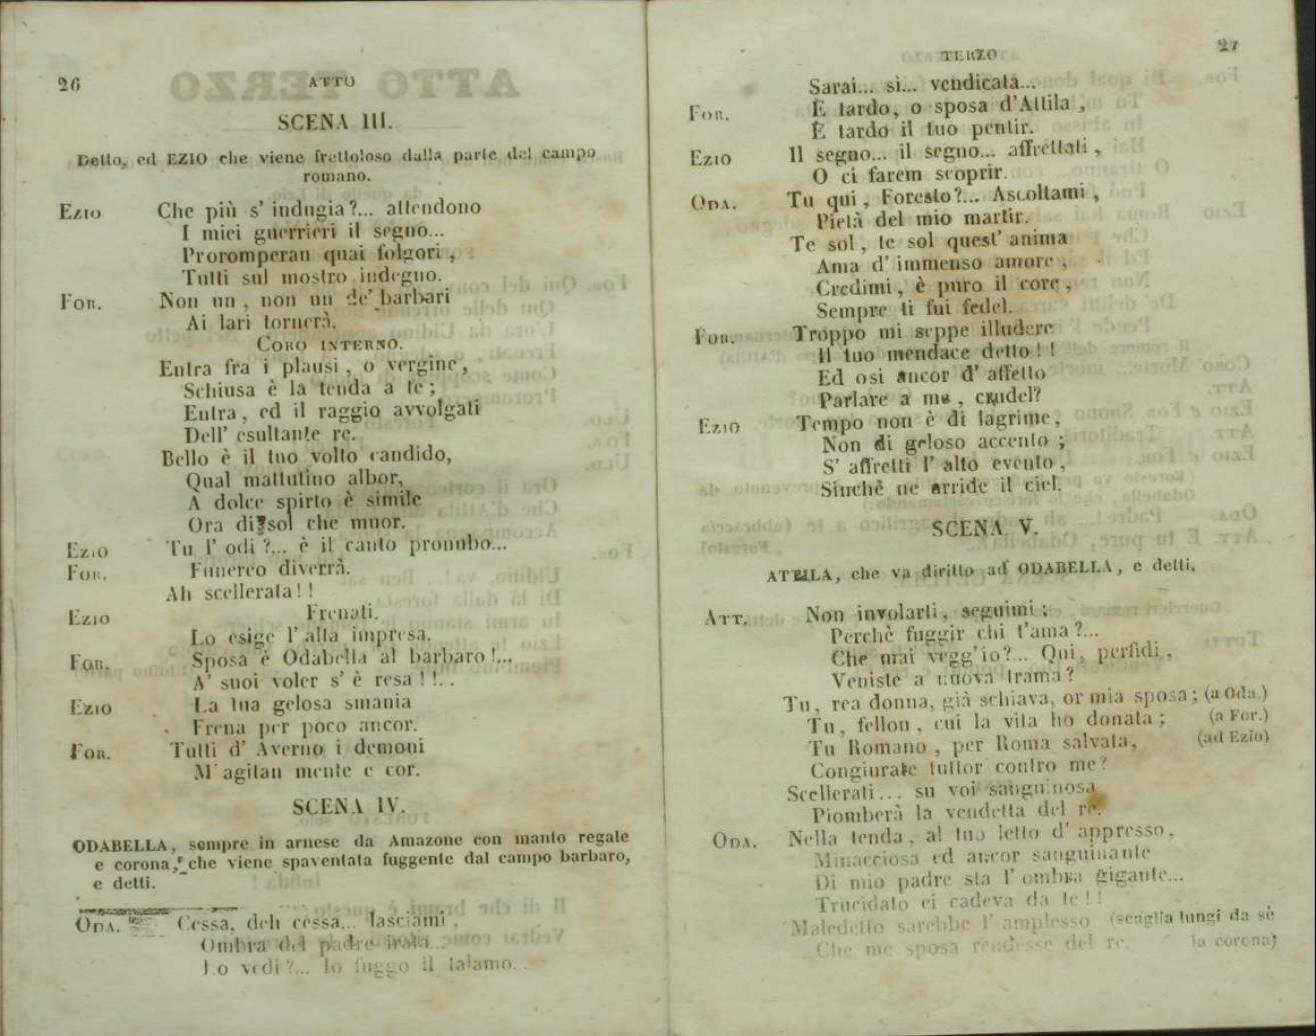 26 ATTO
SCENA III.
Detto, ed EZIO che viene frettoloso dalla parte del campo
romano.
EZIO Che più s' indugia?... attendono
I miei guerrieri il segno...
Proromperan quai folgori,
Tutti sul mostro indegno.
FOR. Non un, non un de' barbari
Ai lari tornerà.
CORO INTERNO.
Entra fra i plausi, o vergine,
Schiusa è la tenda a te;
Entra, ed il raggio avvolgati
Dell' esultante re.
Bello è il tuo volto candido,
Qual mattutino albor,
A dolce spirto è simile
Ora di sol che muor.
EZIO Tu l' odi?... è il canto pronubo...
FOR. Funereo diverrà.
Ah scellerata!!
EZIO Frenati.
Lo esige l' alta impresa.
FOR. Sposa è Odabella al barbaro!...
A' suoi voler s' è resa!!..
EZIO La tua gelosa smania
Frena per poco ancor.
FOR. Tutti d' Averno i demoni
M' agitan mente e cor.
SCENA IV.
ODABELLA, sempre in arnese da Amazone con manto regale
e corona, che viene spaventata fuggente dal campo barbaro,
e detti.
ODA. Cessa, deh cessa... lasciami,
Ombra del padre irata...
Lo vedi?... Io fuggo il talamo...
TERZO 27
Sarai... sì... vendicata...
FOR. È tardo, o sposa d'Attila,
È tardo il tuo pentir.
EZIO Il segno... il segno... affrettati,
O ci farem scoprir.
ODA. Tu qui, Foresto?... Ascoltami,
Pietà del mio martir.
Te sol, te sol quest' anima
Ama d' immenso amore,
Credimi, è puro il core,
Sempre ti fui fedel.
FOR. Troppo mi seppe illudere
Il tuo mendace detto!!
Ed osi ancor d' affetto
Parlare a me, crudel?
EZIO Tempo non è di lagrime,
Non di geloso accento;
S' affretti l' alto evento,
Sinchè ne arride il ciel.
SCENA V.
ATTILA, che va diritto ad ODABELLA, e detti,
ATT. Non involarti, seguimi;
Perchè fuggir chi t'ama?...
Che mai vegg'io?... Qui, perfidi,
Veniste a nuova trama?
Tu, rea donna, già schiava, or mia sposa; (a Oda.)
Tu, fellon, cui la vita ho donata; (a For.)
Tu Romano, per Roma salvata, (ad Ezio)
Congiurate tuttor contro me?
Scellerati... su voi sanguinosa
Piomberà la vendetta del re.
ODA. Nella tenda, al tuo letto d' appresso,
Minacciosa ed ancor sanguinante
Di mio padre sta l' ombra gigante...
Trucidato ei cadeva da te!!
Maledetto sarebbe l' amplesso (scaglia lungi da sè
Che me sposa rendesse del re. la corona)